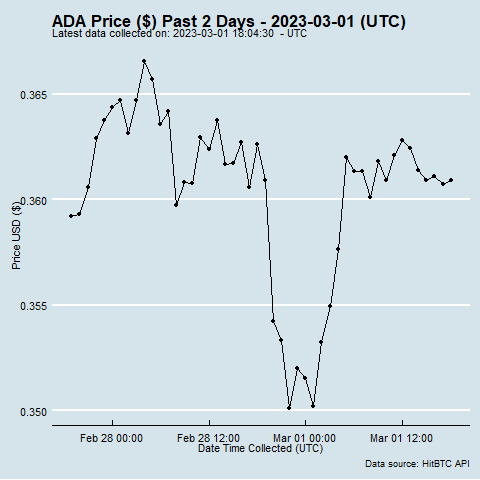 ADA Price ($) Past 2 Days - 2023-03-01 (UTC)
Latest data collected on: 2023-03-01 18:04:30 - UTC
0.365
0.360
0.355
0.350
Price USD ($)
Feb 28 00:00 Feb 28 12:00 Mar 01 00:00 Mar 01 12:00
Date Time Collected (UTC)
Data source: HitBTC API